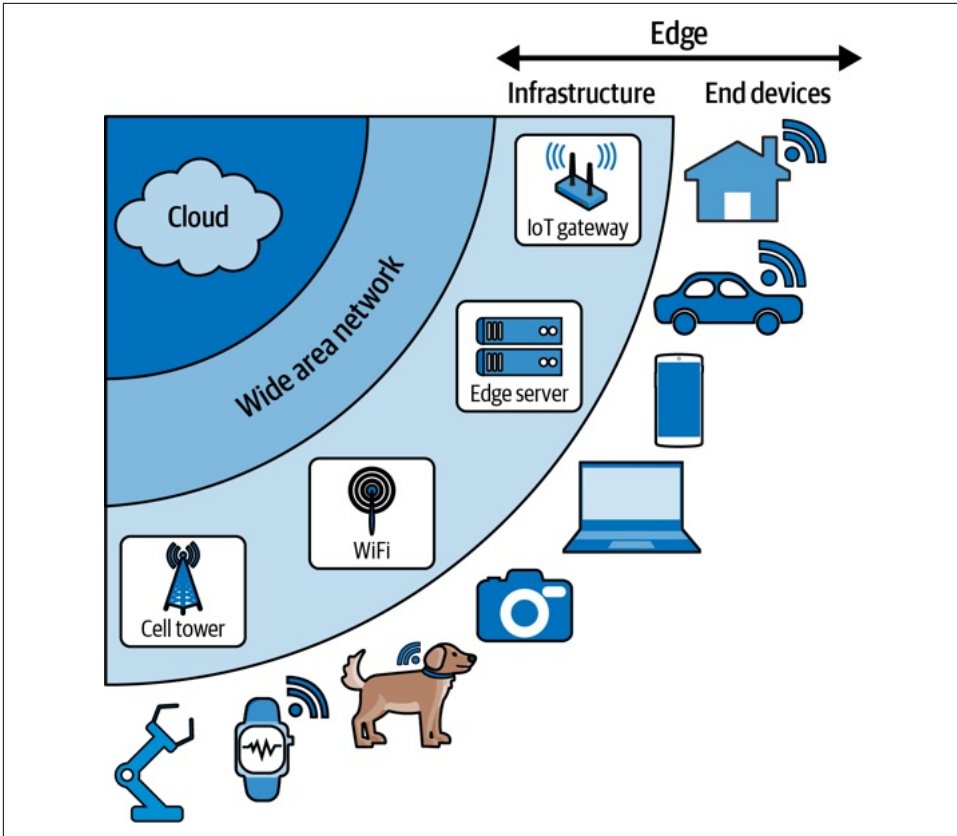 Edge
Infrastructure
End devices
Cloud
IoT gateway
Wide area network
Edge server
WiFi
Cell tower